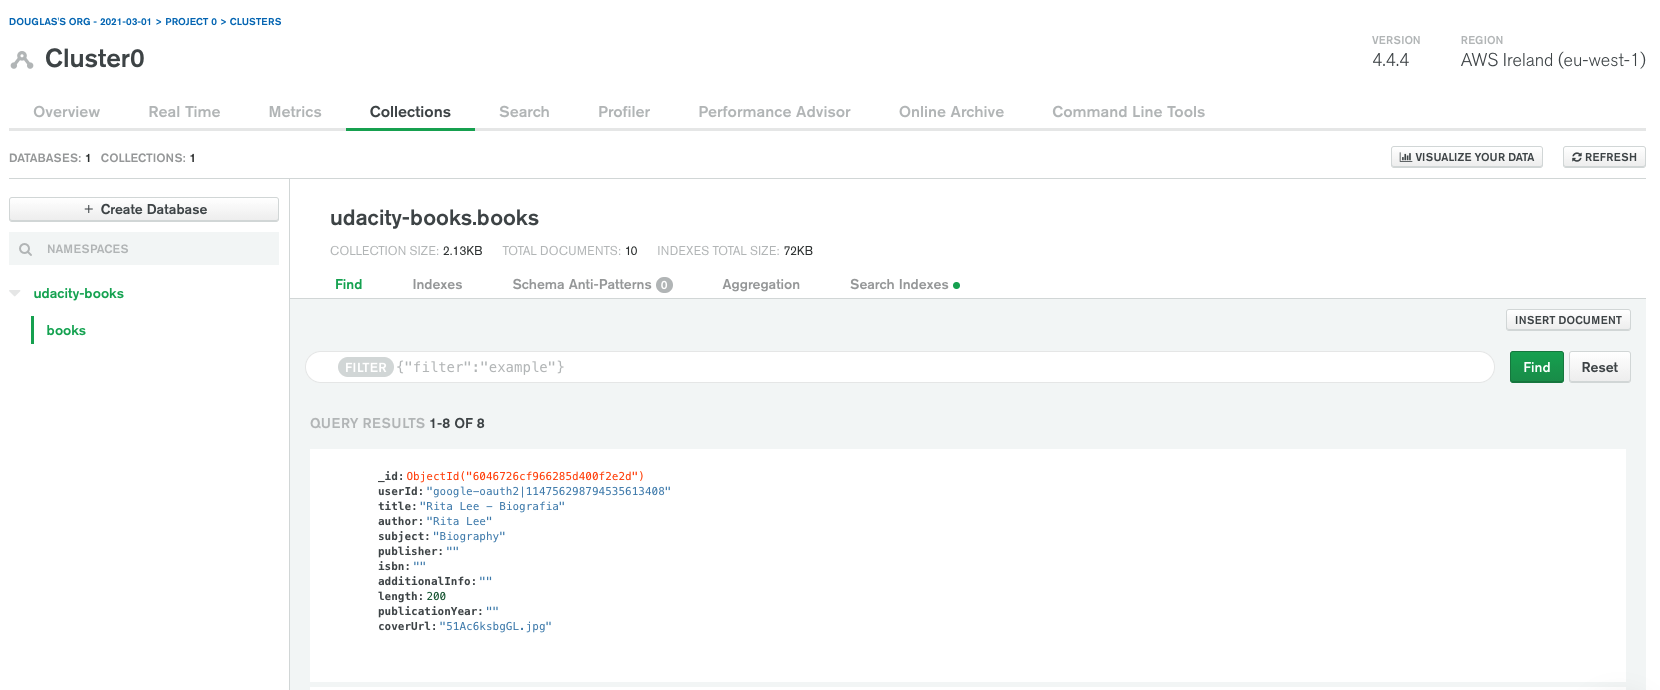 DOUGLAS'S ORG - 2021-03-01 > PROJECT 0 > CLUSTERS
Cluster0
VERSION
4.4.4
REGION
AWS Ireland (eu-west-1)
Overview Real Time Metrics Collections Search Profiler Performance Advisor Online Archive Command Line Tools
DATABASES: 1 COLLECTIONS: 1
VISUALIZE YOUR DATA
REFRESH
+ Create Database
NAMESPACES
udacity-books
books
udacity-books.books
COLLECTION SIZE: 2.13KB TOTAL DOCUMENTS: 10 INDEXES TOTAL SIZE: 72KB
Find Indexes Schema Anti-Patterns 0 Aggregation Search Indexes
INSERT DOCUMENT
FILTER {"filter":"example"}
Find
Reset
QUERY RESULTS 1-8 OF 8
_id:ObjectId("6046726cf966285d400f2e2d")
userId:"google-oauth2|114756298794535613408"
title:"Rita Lee - Biografia"
author:"Rita Lee"
subject:"Biography"
publisher:""
isbn:""
additionalInfo:""
length:200
publicationYear:""
coverUrl:"51Ac6ksbgGL.jpg"